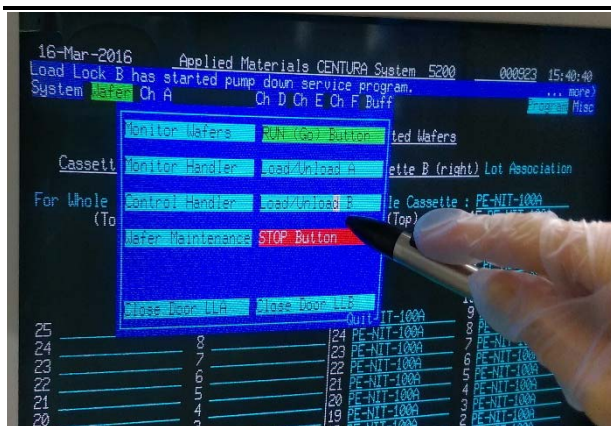 16-Mar-2016 Applied Materials CENTURA System 5200 000923 15:40:40
Load Lock B has started pump down service program.
... more>
System Wafer Ch A Ch D Ch E Ch F Buff Program Misc
Monitor Wafers RUN (Go) Button ted Wafers
Cassett Monitor Handler Load/Unload A ette B (right) Lot Association
For Whole Control Handler Load/Unload B le Cassette : PE-NIT-100A
(To (Top)
Wafer Maintenance STOP Button
Close Door LLA Close Door LLB
Quit IT-100A 9
25 8 24 PE-NIT-100A 8
24 7 23 PE-NIT-100A 7
23 6 22 PE-NIT-100A 6 PE-NIT-100A
22 5 21 PE-NIT-100A 5 PE-NIT-100A
21 4 20 PE-NIT-100A 4 PE-NIT-100A
20 19 PE-NIT-100A 3 PE-NIT-100A
2 PE-NIT-100A